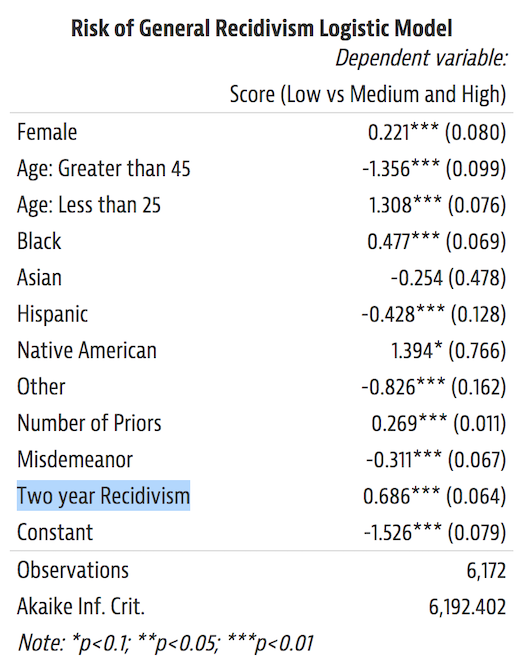 Risk of General Recidivism Logistic Model
Dependent variable:
Score (Low vs Medium and High)
Female 0.221*** (0.080)
Age: Greater than 45 -1.356*** (0.099)
Age: Less than 25 1.308*** (0.076)
Black 0.477*** (0.069)
Asian -0.254 (0.478)
Hispanic -0.428*** (0.128)
Native American 1.394* (0.766)
Other -0.826*** (0.162)
Number of Priors 0.269*** (0.011)
Misdemeanor -0.311*** (0.067)
Two year Recidivism 0.686*** (0.064)
Constant -1.526*** (0.079)
Observations 6,172
Akaike Inf. Crit. 6,192.402
Note: *p<0.1; **p<0.05; ***p<0.01